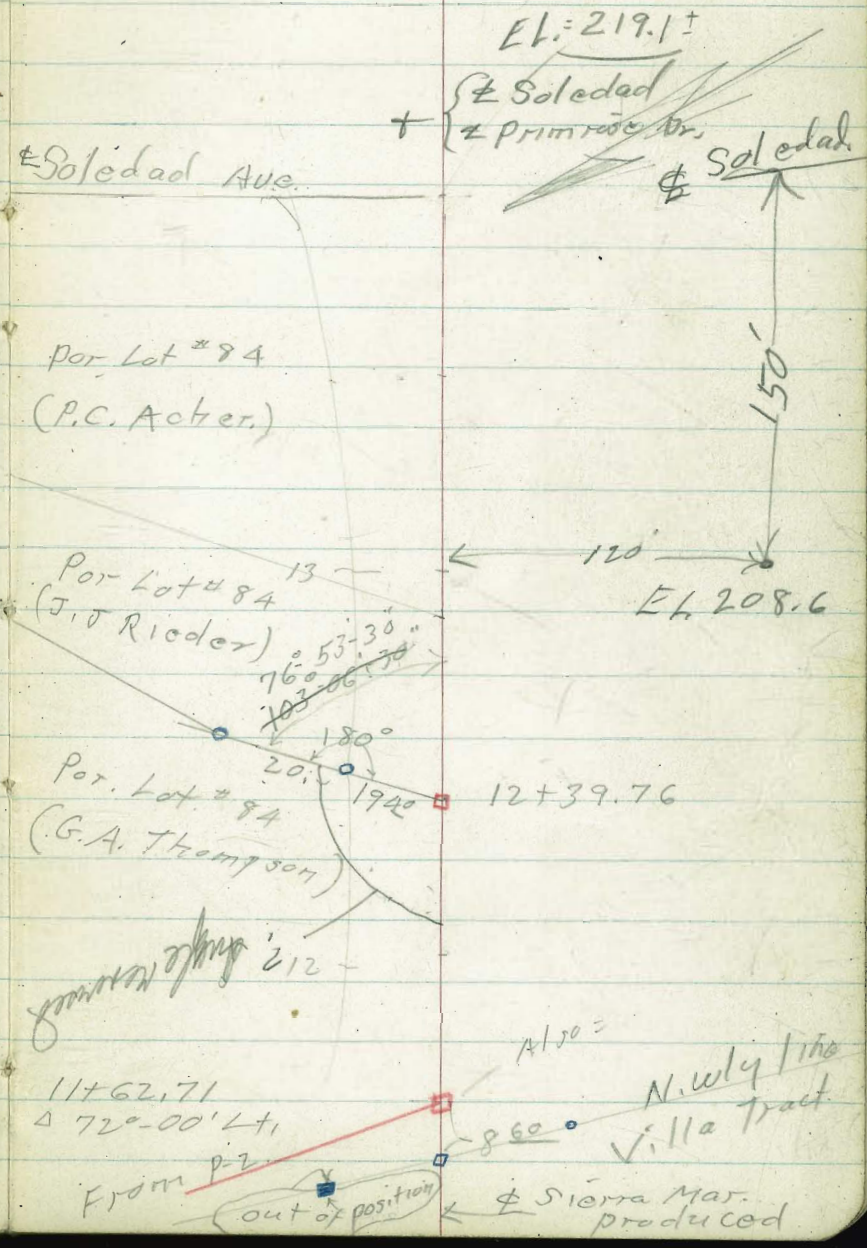 EL. = 219.1±
℄ Soledad
+ ℄ Primrose Dr.
℄ Soledad Ave.
℄ Soledad.
150'
Por Lot #84
(P.C. Acher.)
120'
EL 208.6
13
Por Lot #84
(J.J Rieder)
76°-53'-30"
103°-06'-30"
180°
20.
194°
12+39.76
Por. Lot #84
(G.A. Thompson)
Angle reversed
12
Also =
11+62.71
Δ 72°-00' Lt,
N.wly line
Villa Tract.
8 60
From P-2
out of position
℄ Sierra Mar.
produced